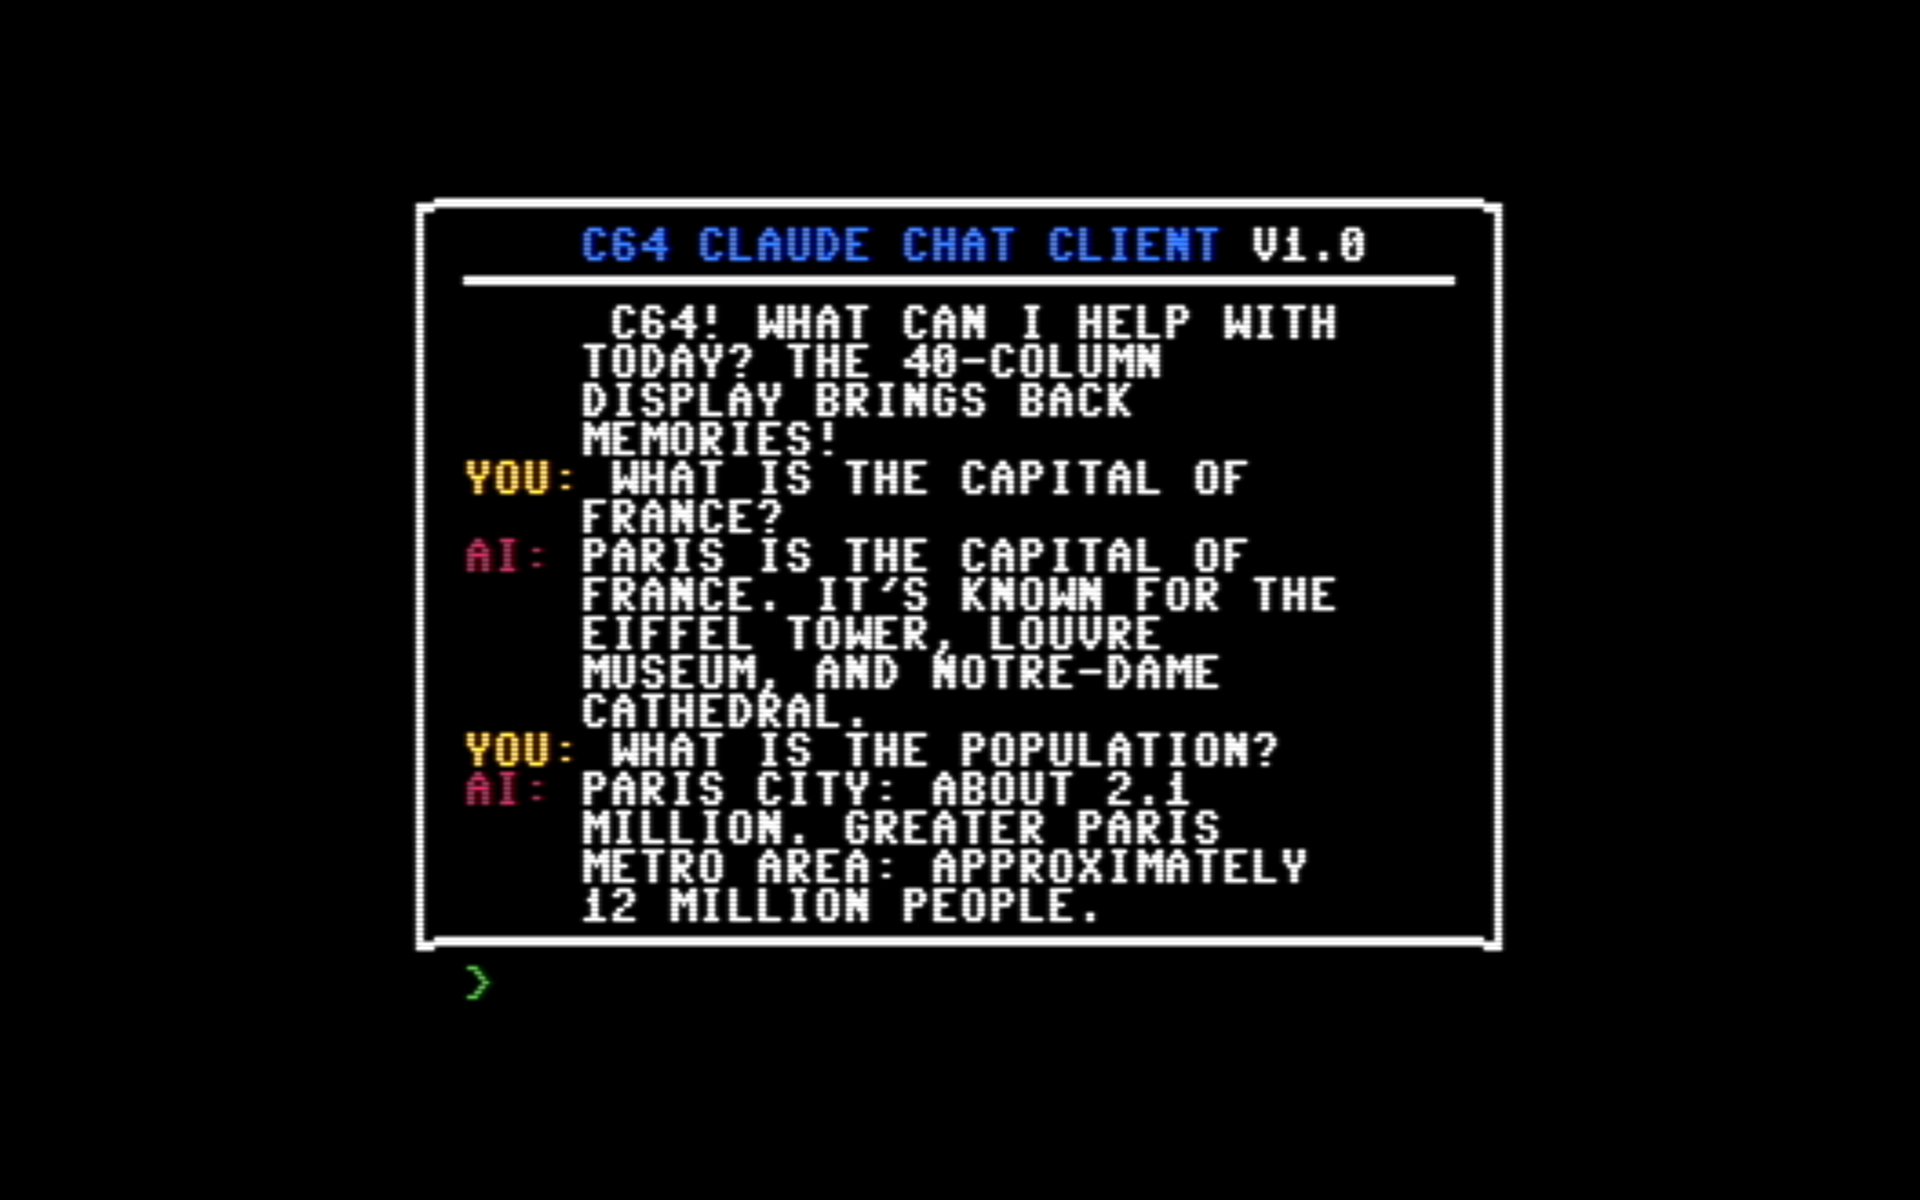 C64 CLAUDE CHAT CLIENT V1.0
C64! WHAT CAN I HELP WITH
TODAY? THE 40-COLUMN
DISPLAY BRINGS BACK
MEMORIES!
YOU: WHAT IS THE CAPITAL OF
FRANCE?
AI: PARIS IS THE CAPITAL OF
FRANCE. IT'S KNOWN FOR THE
EIFFEL TOWER, LOUVRE
MUSEUM, AND NOTRE-DAME
CATHEDRAL.
YOU: WHAT IS THE POPULATION?
AI: PARIS CITY: ABOUT 2.1
MILLION. GREATER PARIS
METRO AREA: APPROXIMATELY
12 MILLION PEOPLE.
>